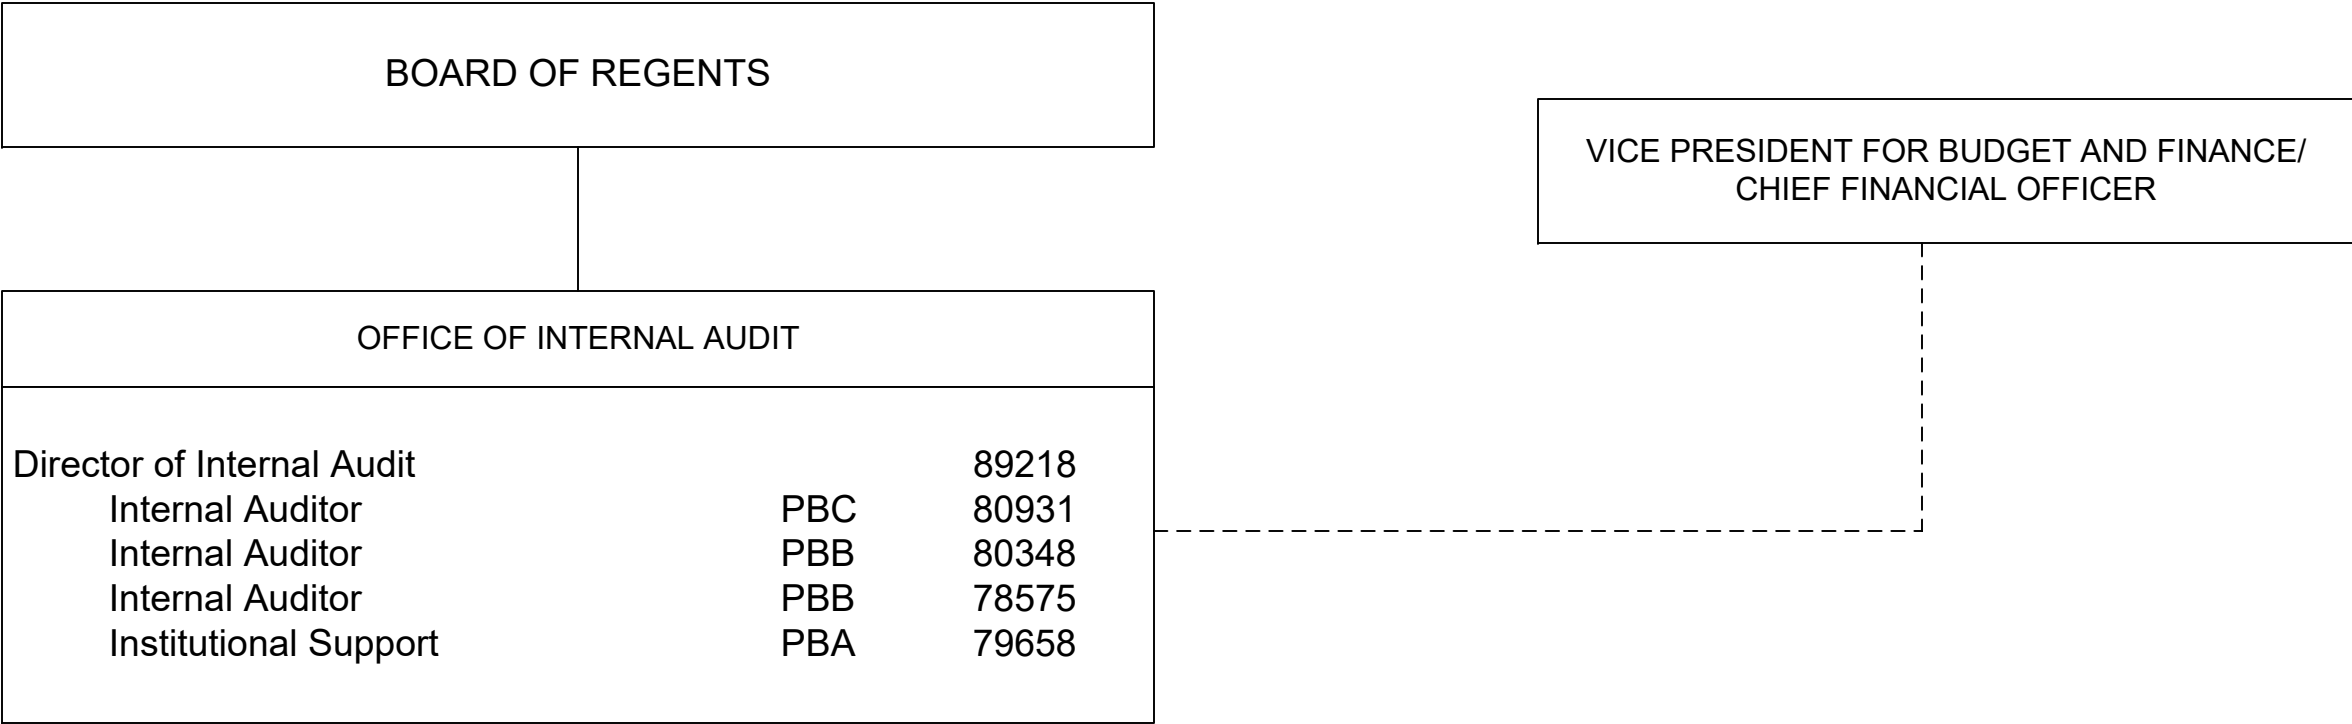 BOARD OF REGENTS
VICE PRESIDENT FOR BUDGET AND FINANCE/
CHIEF FINANCIAL OFFICER
OFFICE OF INTERNAL AUDIT
Director of Internal Audit 89218
Internal Auditor PBC 80931
Internal Auditor PBB 80348
Internal Auditor PBB 78575
Institutional Support PBA 79658